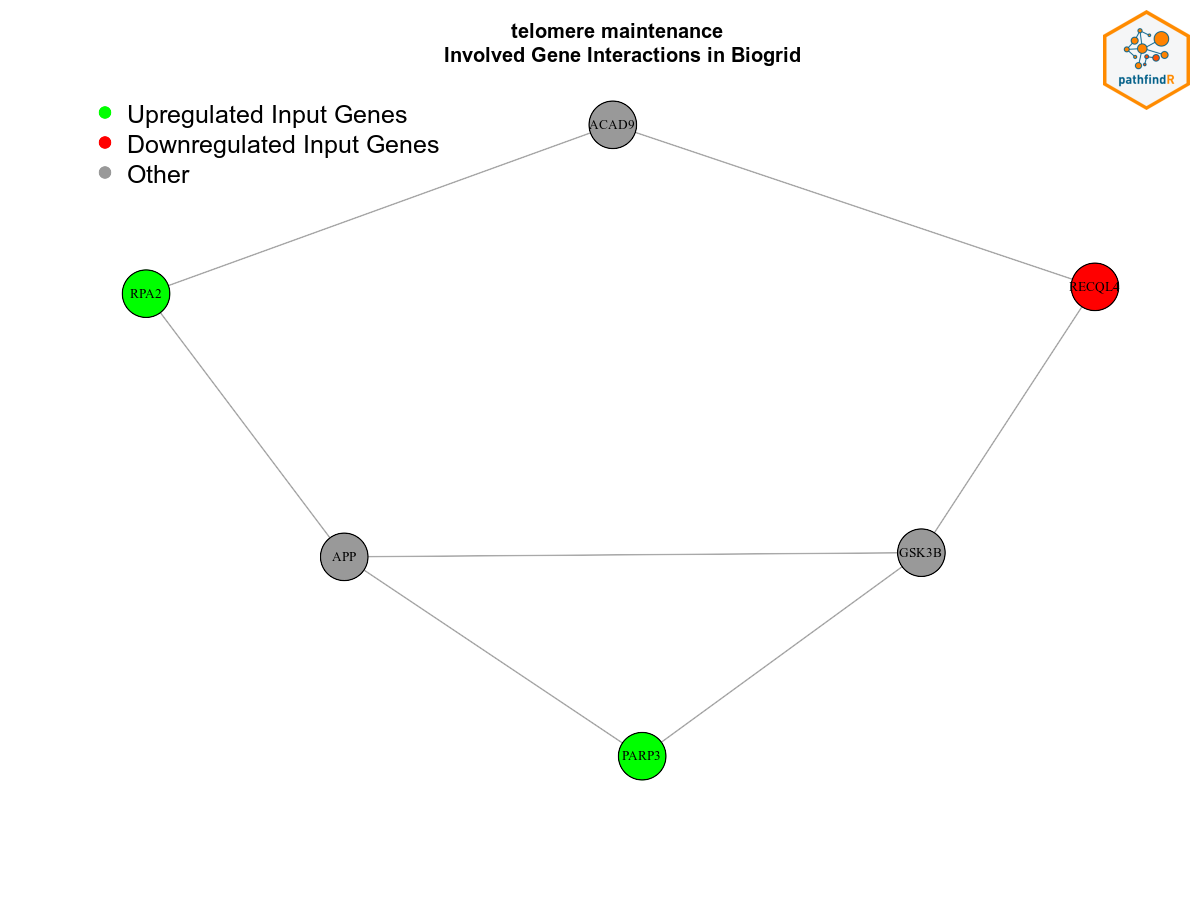 telomere maintenance
Involved Gene Interactions in Biogrid
pathfindR
Upregulated Input Genes
Downregulated Input Genes
Other
ACAD9
RPA2
RECQL4
APP
GSK3B
PARP3